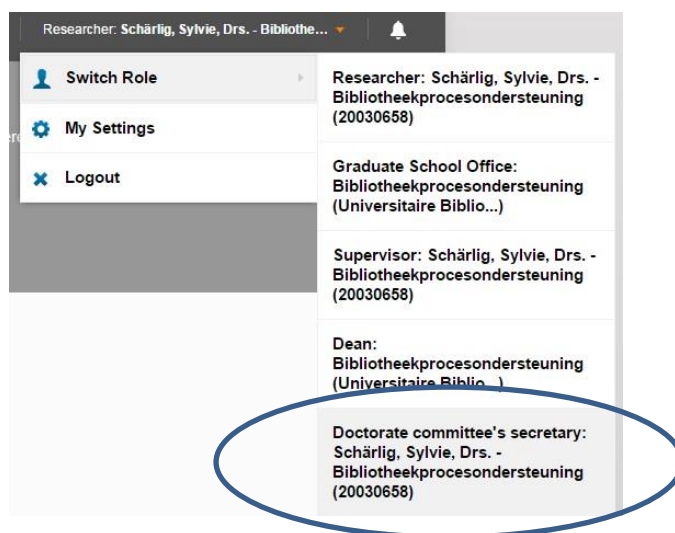 Researcher: Schärlig, Sylvie, Drs. - Bibliothe...
Switch Role
My Settings
Logout
Researcher: Schärlig, Sylvie, Drs. -
Bibliotheekprocesondersteuning
(20030658)
Graduate School Office:
Bibliotheekprocesondersteuning
(Universitaire Biblio...)
Supervisor: Schärlig, Sylvie, Drs. -
Bibliotheekprocesondersteuning
(20030658)
Dean:
Bibliotheekprocesondersteuning
(Universitaire Biblio...)
Doctorate committee's secretary:
Schärlig, Sylvie, Drs. -
Bibliotheekprocesondersteuning
(20030658)